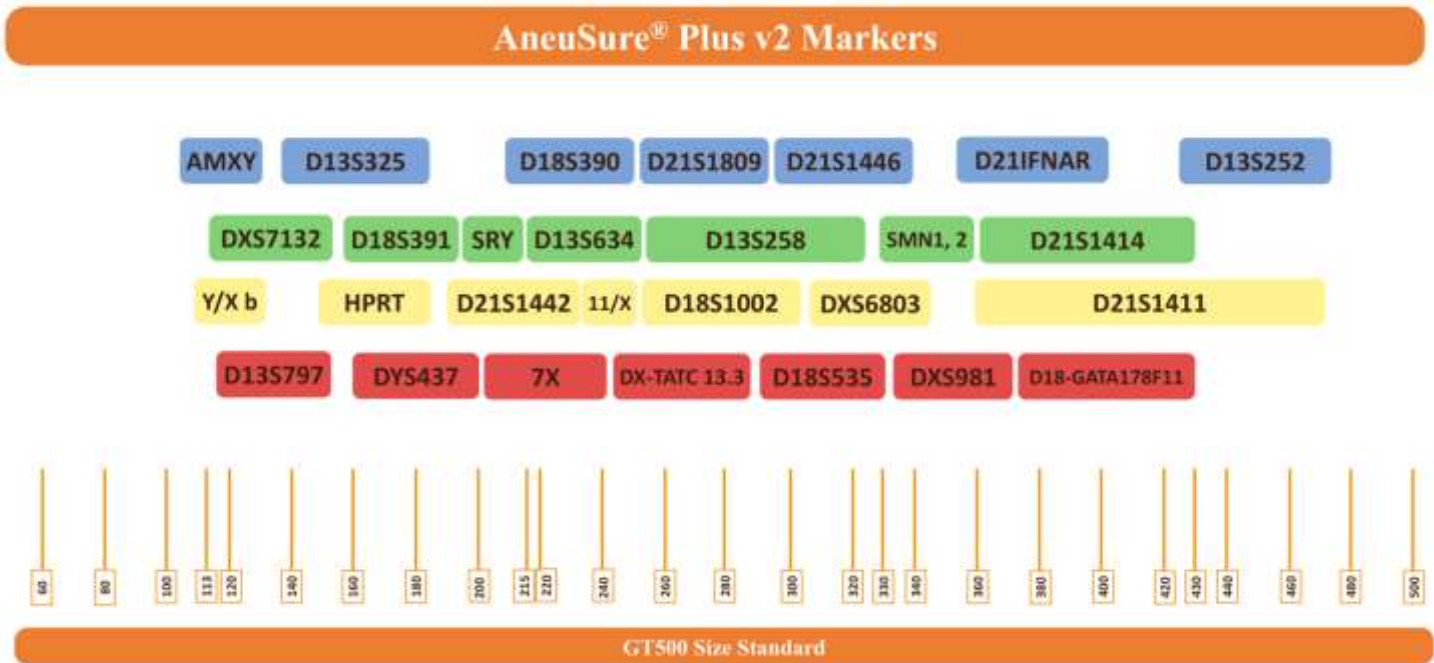 AneuSure® Plus v2 Markers
AMXY D13S325 D18S390 D21S1809 D21S1446 D21IFNAR D13S252
DXS7132 D18S391 SRY D13S634 D13S258 SMN1, 2 D21S1414
Y/X b HPRT D21S1442 11/X D18S1002 DXS6803 D21S1411
D13S797 DYS437 7X DX-TATC 13.3 D18S535 DXS981 D18-GATA178F11
60 80 100 113 120 140 160 180 200 215 220 240 260 280 300 320 330 340 360 380 400 420 430 440 460 480 500
GT500 Size Standard